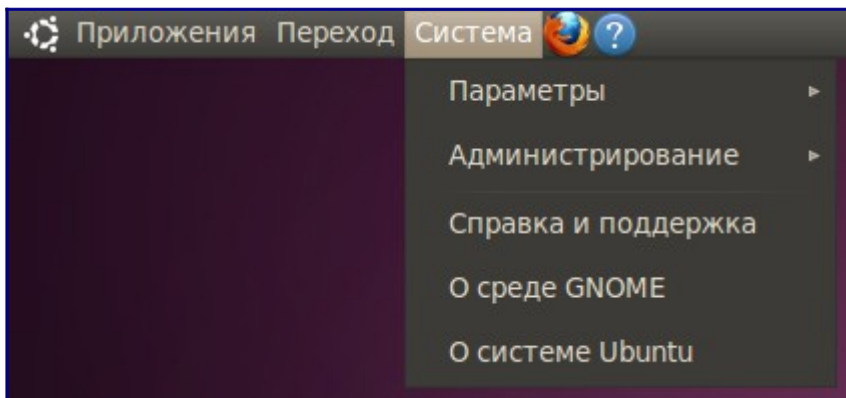 Приложения Переход Система ?
Параметры
Администрирование
Справка и поддержка
О среде GNOME
О системе Ubuntu